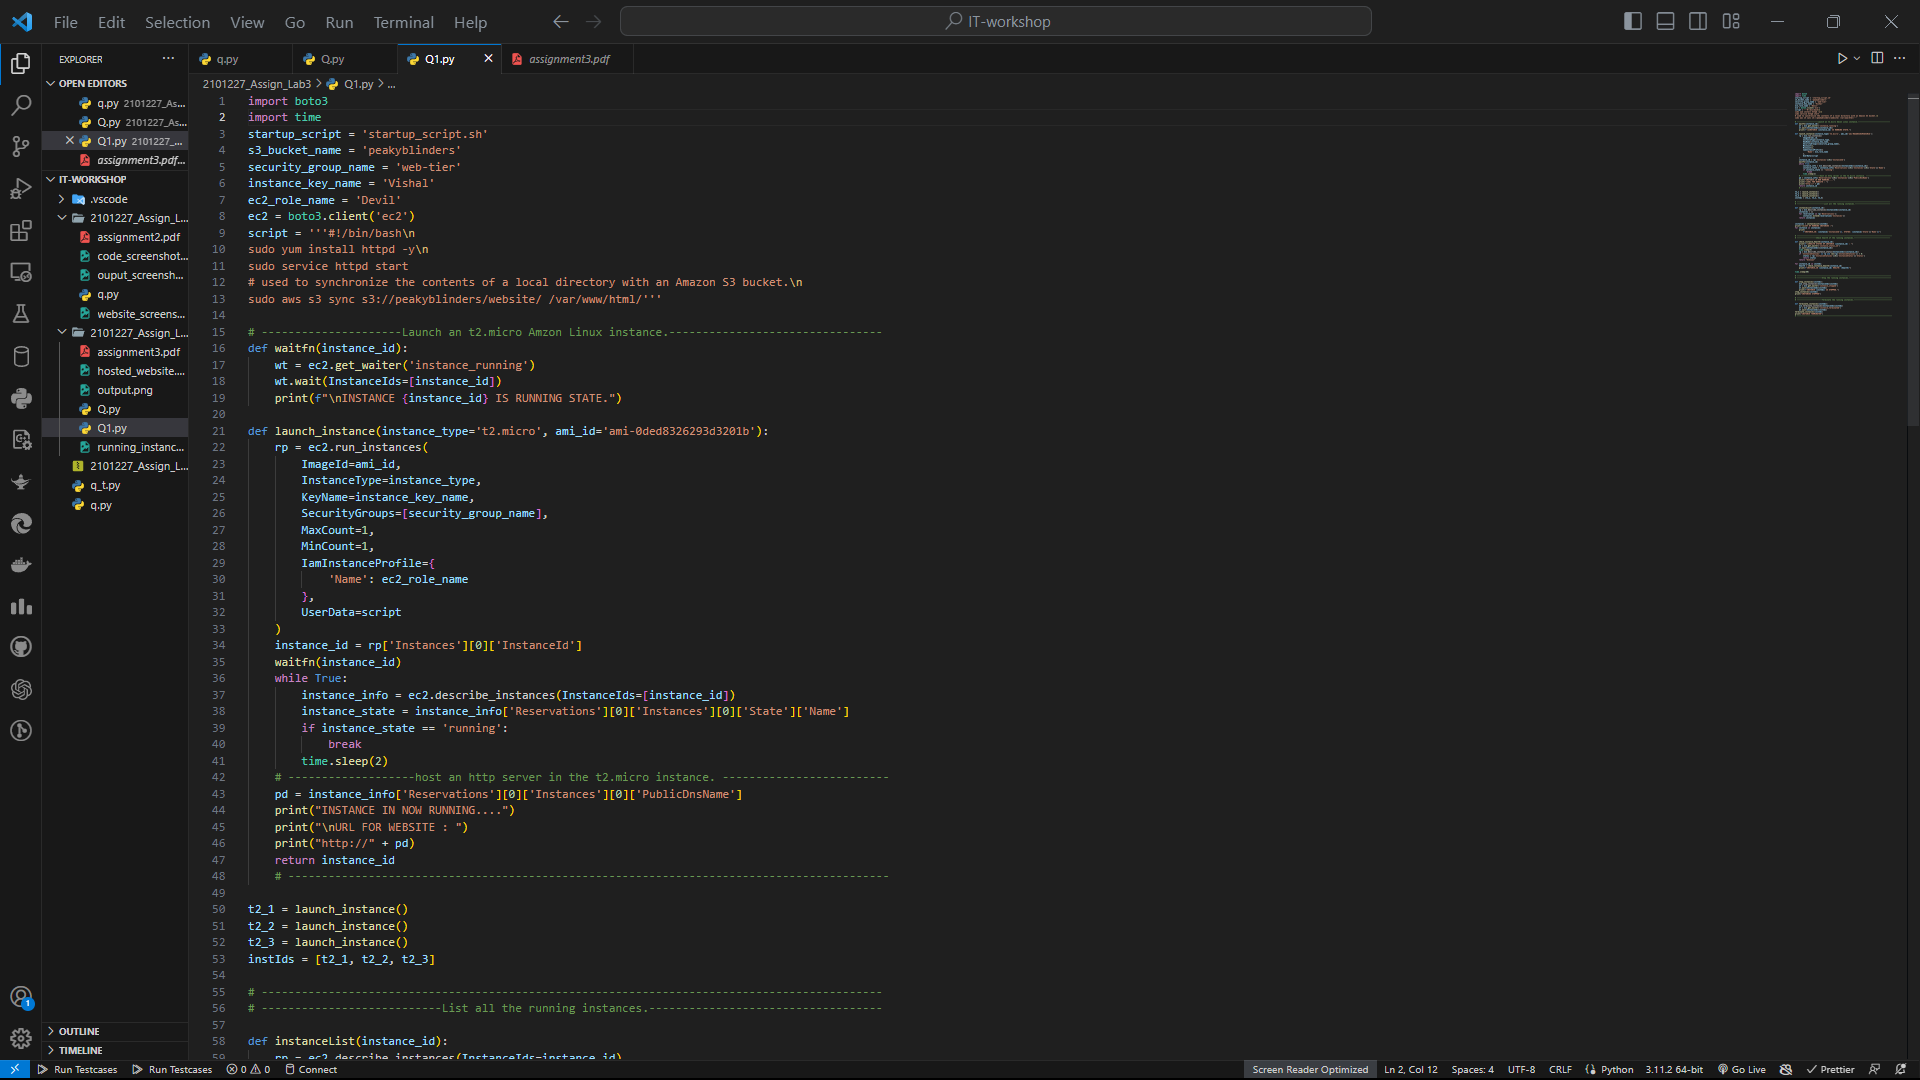 File Edit Selection View Go Run Terminal Help
IT-workshop
EXPLORER
q.py
Q.py
Q1.py
assignment3.pdf
OPEN EDITORS
q.py 2101227_As...
Q.py 2101227_As...
Q1.py 2101227_...
assignment3.pdf...
IT-WORKSHOP
.vscode
2101227_Assign_L...
assignment2.pdf
code_screenshot...
ouput_screensh...
q.py
website_screens...
2101227_Assign_L...
assignment3.pdf
hosted_website....
output.png
Q.py
Q1.py
running_instanc...
2101227_Assign_L...
q_t.py
q.py
OUTLINE
TIMELINE
2101227_Assign_Lab3 > Q1.py > ...
1 import boto3
2 import time
3 startup_script = 'startup_script.sh'
4 s3_bucket_name = 'peakyblinders'
5 security_group_name = 'web-tier'
6 instance_key_name = 'Vishal'
7 ec2_role_name = 'Devil'
8 ec2 = boto3.client('ec2')
9 script = '''#!/bin/bash\n
10 sudo yum install httpd -y\n
11 sudo service httpd start
12 # used to synchronize the contents of a local directory with an Amazon S3 bucket.\n
13 sudo aws s3 sync s3://peakyblinders/website/ /var/www/html/'''
14
15 # ---------------------Launch an t2.micro Amzon Linux instance.--------------------------------
16 def waitfn(instance_id):
17     wt = ec2.get_waiter('instance_running')
18     wt.wait(InstanceIds=[instance_id])
19     print(f"\nINSTANCE {instance_id} IS RUNNING STATE.")
20
21 def launch_instance(instance_type='t2.micro', ami_id='ami-0ded8326293d3201b'):
22     rp = ec2.run_instances(
23         ImageId=ami_id,
24         InstanceType=instance_type,
25         KeyName=instance_key_name,
26         SecurityGroups=[security_group_name],
27         MaxCount=1,
28         MinCount=1,
29         IamInstanceProfile={
30             'Name': ec2_role_name
31         },
32         UserData=script
33     )
34     instance_id = rp['Instances'][0]['InstanceId']
35     waitfn(instance_id)
36     while True:
37         instance_info = ec2.describe_instances(InstanceIds=[instance_id])
38         instance_state = instance_info['Reservations'][0]['Instances'][0]['State']['Name']
39         if instance_state == 'running':
40             break
41         time.sleep(2)
42     # -------------------host an http server in the t2.micro instance. -------------------------
43     pd = instance_info['Reservations'][0]['Instances'][0]['PublicDnsName']
44     print("INSTANCE IN NOW RUNNING....")
45     print("\nURL FOR WEBSITE : ")
46     print("http://" + pd)
47     return instance_id
48     # ------------------------------------------------------------------------------------------
49
50 t2_1 = launch_instance()
51 t2_2 = launch_instance()
52 t2_3 = launch_instance()
53 instIds = [t2_1, t2_2, t2_3]
54
55 # ---------------------------------------------------------------------------------------------
56 # ---------------------------List all the running instances.-----------------------------------
57
58 def instanceList(instance_id):
59     rp = ec2.describe_instances(InstanceIds=instance_id)
1
Run Testcases Run Testcases 0 0 Connect
Screen Reader Optimized Ln 2, Col 12 Spaces: 4 UTF-8 CRLF Python 3.11.2 64-bit Go Live Prettier